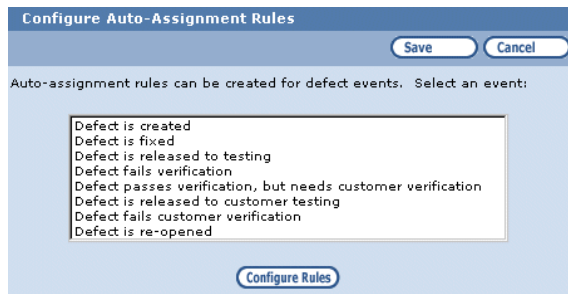 Configure Auto-Assignment Rules
Save Cancel
Auto-assignment rules can be created for defect events. Select an event:
Defect is created
Defect is fixed
Defect is released to testing
Defect fails verification
Defect passes verification, but needs customer verification
Defect is released to customer testing
Defect fails customer verification
Defect is re-opened
Configure Rules